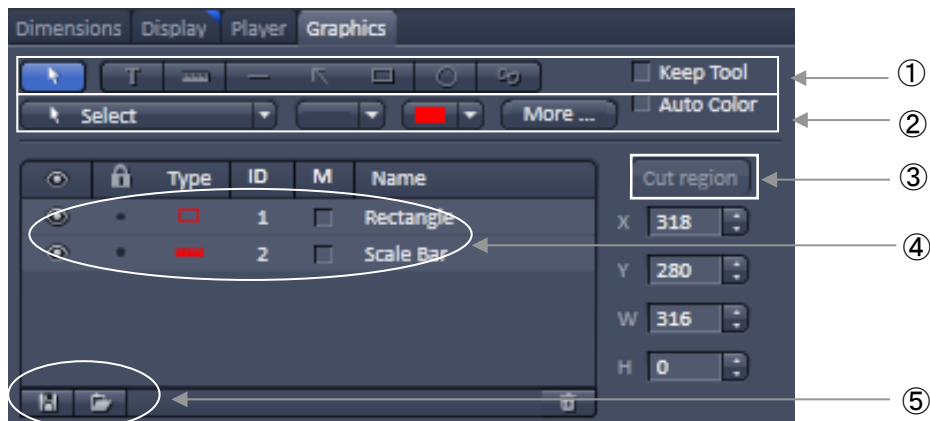 Dimensions Display Player Graphics
T Keep Tool ①
Select More ... Auto Color ②
Type ID M Name Cut region ③
1 Rectangle X 318
2 Scale Bar ④
Y 280
W 316
H 0
⑤